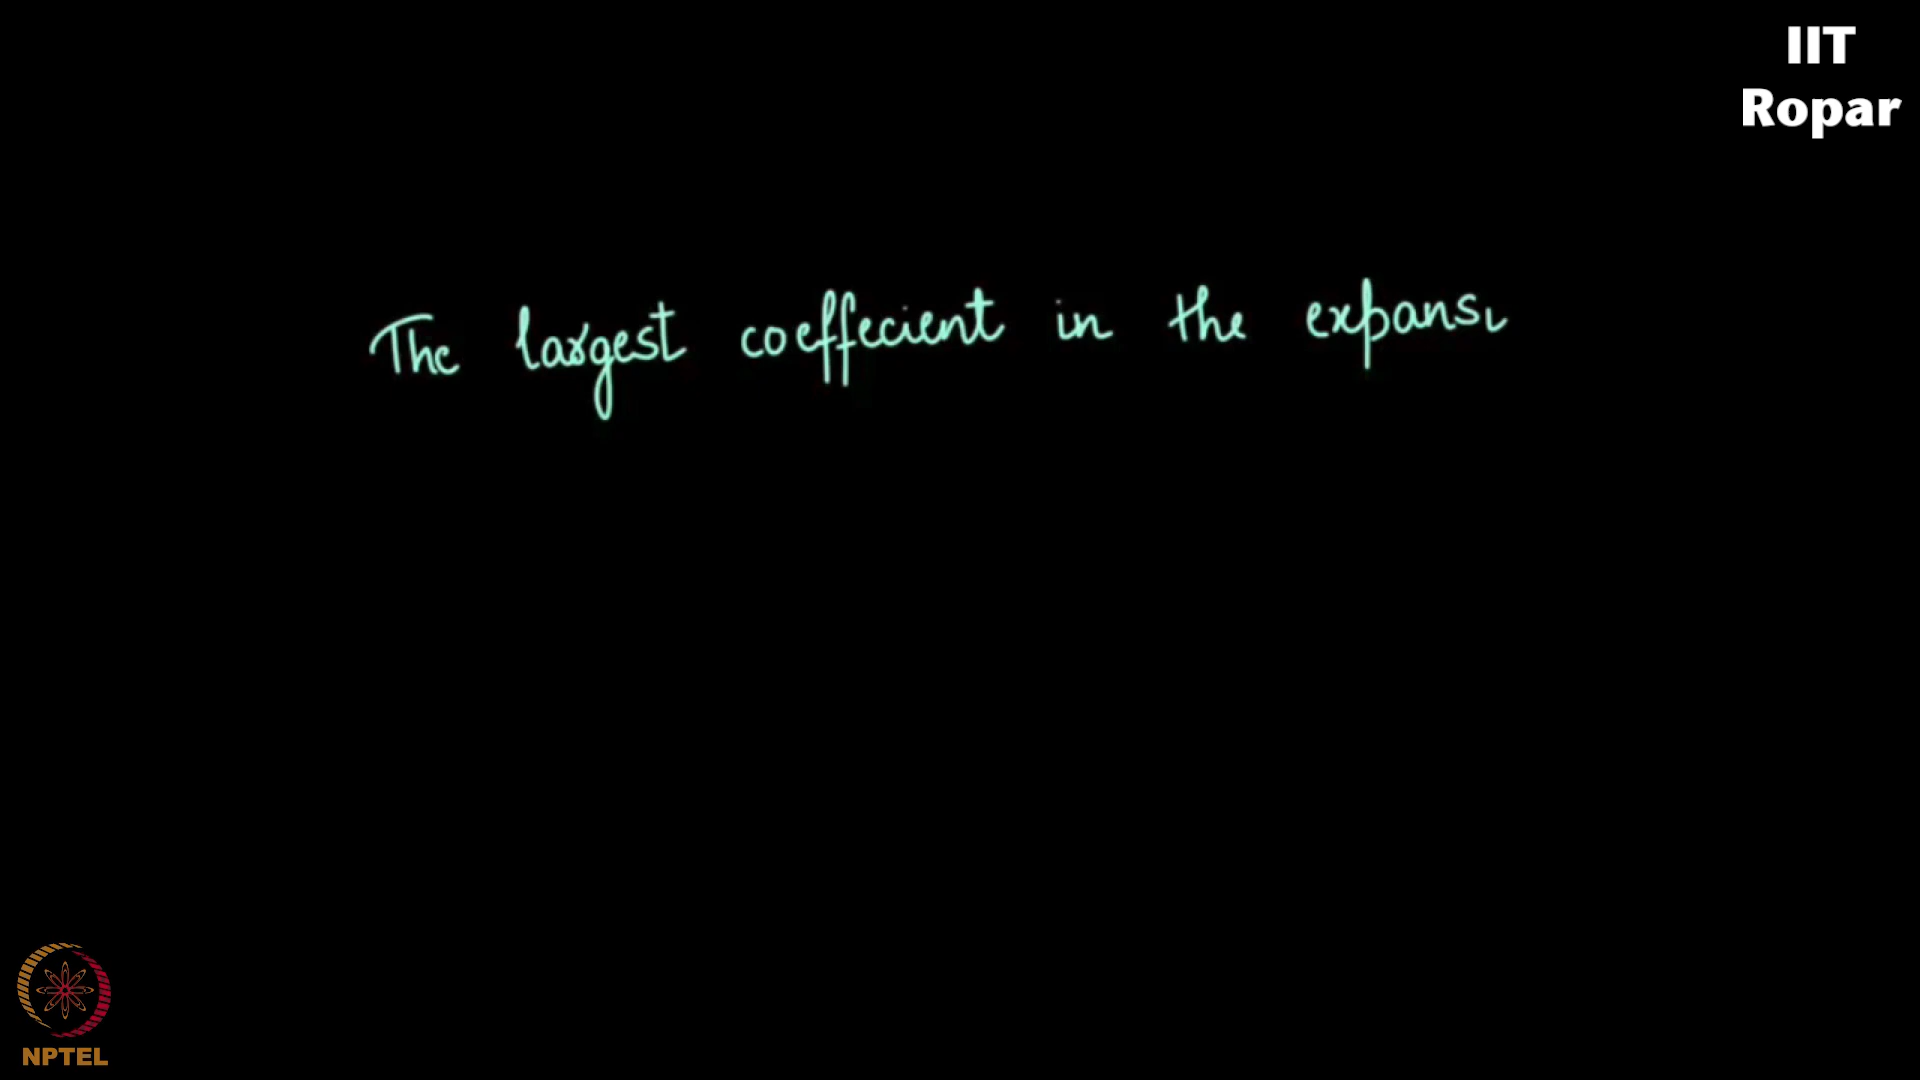 IIT
Ropar
The largest coeffecient in the expansi
NPTEL